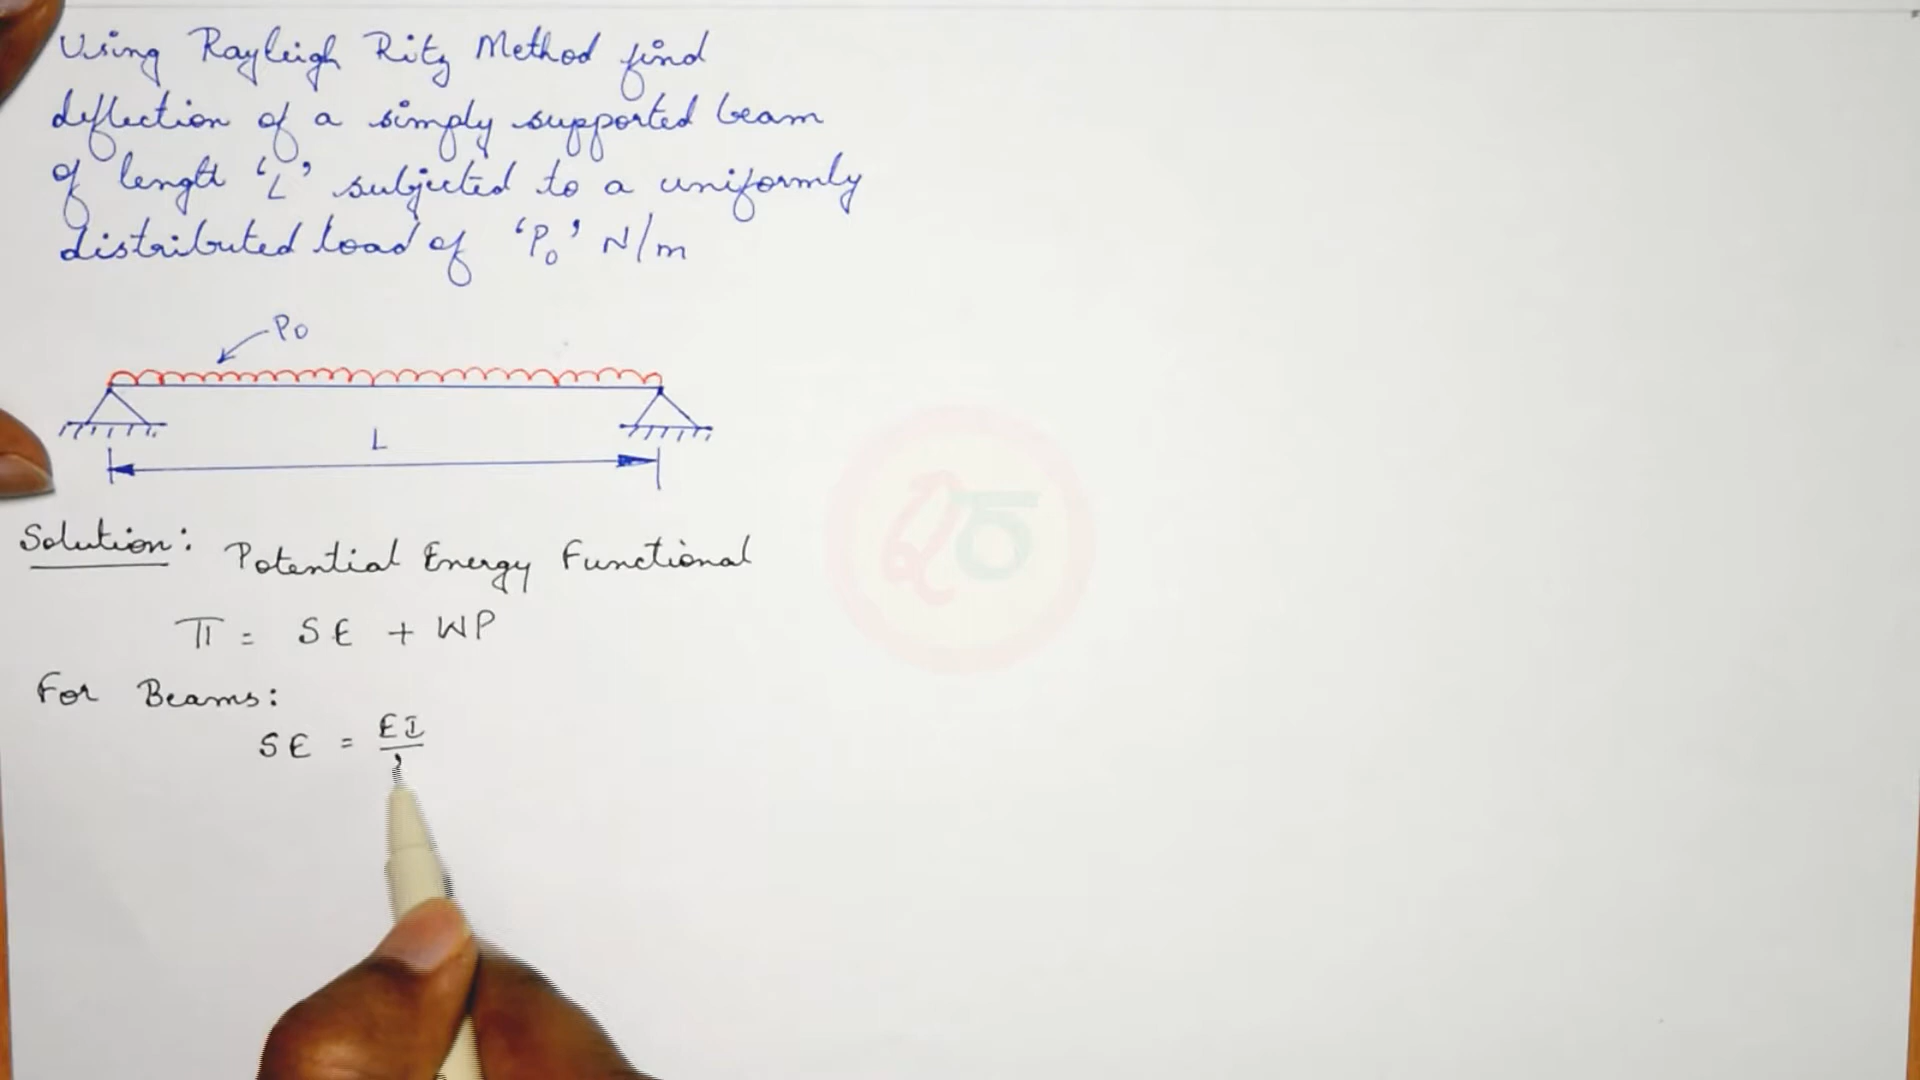 Using Rayleigh Ritz Method find
deflection of a simply supported beam
of length 'L' subjected to a uniformly
distributed load of 'P₀' N/m
P₀
L
Solution: Potential Energy Functional
π = SE + WP
For Beams:
SE = EI/